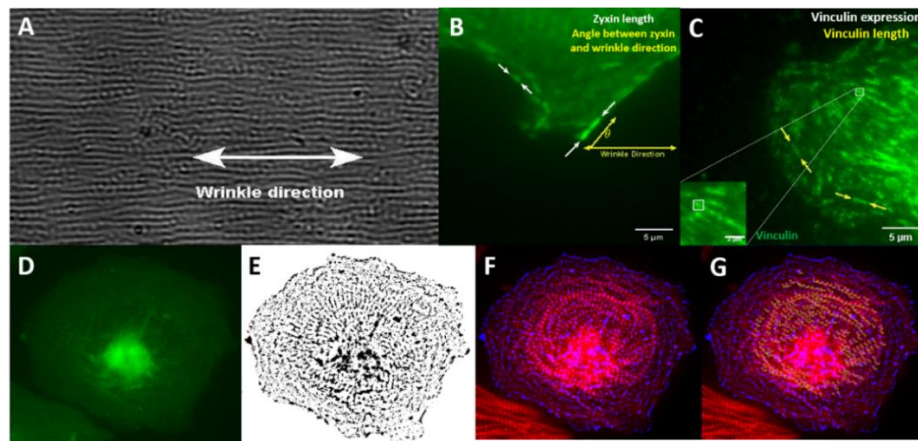 A
Wrinkle direction
B
Zyxin length
Angle between zyxin
and wrinkle direction
θ
Wrinkle Direction
5 µm
C
Vinculin expression
Vinculin length
Vinculin
5 µm
D
E
F
G